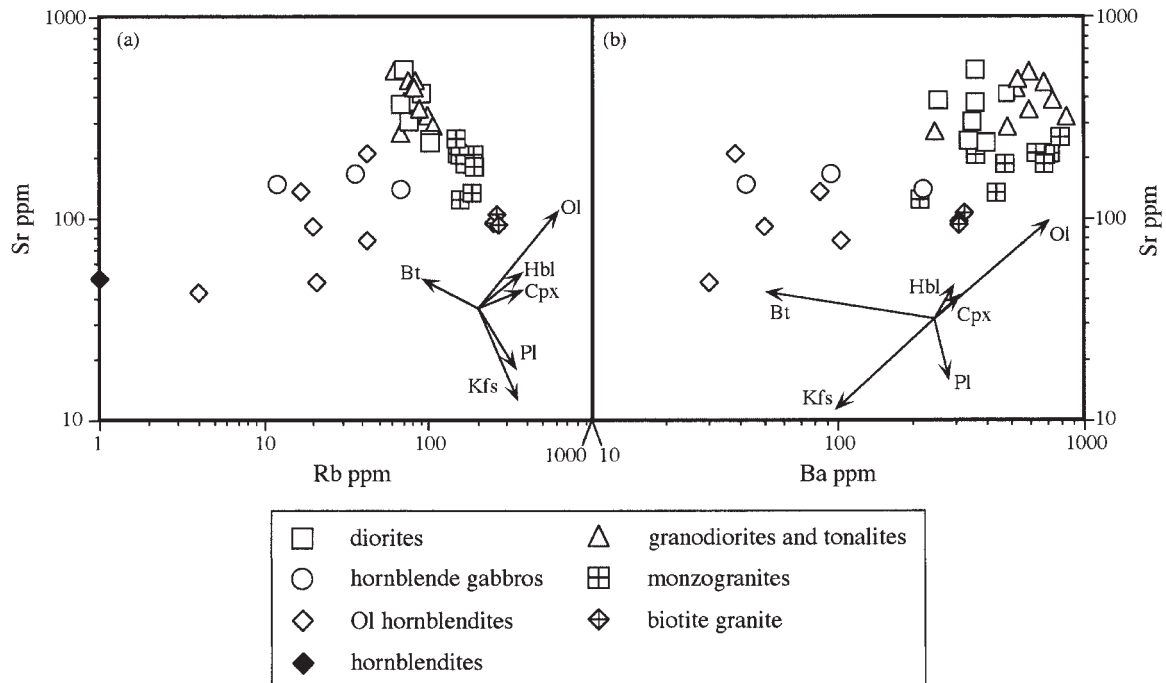 1000
(a)
Ol
Hbl
Bt
Cpx
Pl
Kfs
100
10
Sr ppm
1
10
100
1000
Rb ppm
(b)
Ol
Hbl
Cpx
Bt
Pl
Kfs
1000
100
10
Sr ppm
10
100
1000
Ba ppm
diorites
granodiorites and tonalites
hornblende gabbros
monzogranites
Ol hornblendites
biotite granite
hornblendites